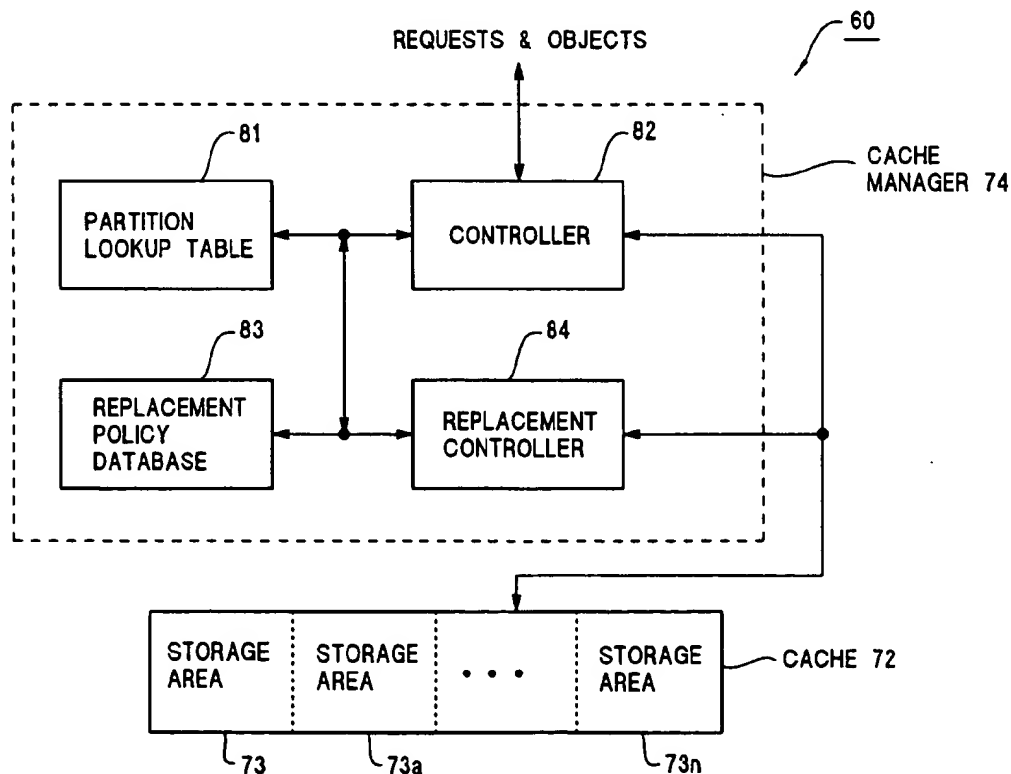 60
REQUESTS & OBJECTS
81
82
CACHE
MANAGER 74
PARTITION
LOOKUP TABLE
CONTROLLER
83
84
REPLACEMENT
POLICY
DATABASE
REPLACEMENT
CONTROLLER
STORAGE
AREA
STORAGE
AREA
• • •
STORAGE
AREA
CACHE 72
73
73a
73n